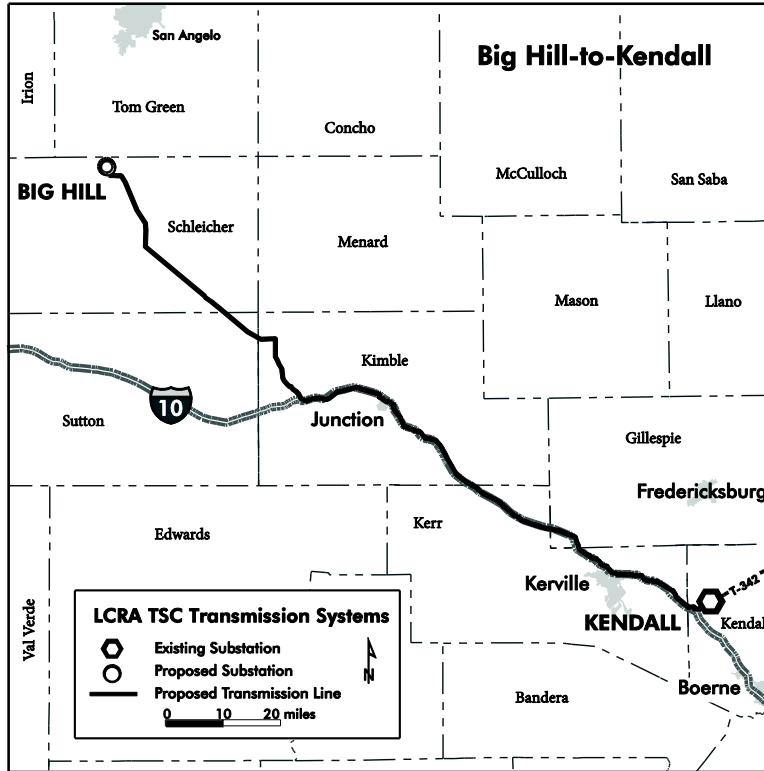 San Angelo
Big Hill-to-Kendall
Irion
Tom Green
Concho
McCulloch
San Saba
BIG HILL
Schleicher
Menard
Mason
Llano
Kimble
10
Sutton
Junction
Gillespie
Fredericksburg
Edwards
Kerr
Kerville
T-342
KENDALL
Kendal
Val Verde
Boerne
Bandera
LCRA TSC Transmission Systems
Existing Substation
Proposed Substation
Proposed Transmission Line
N
0 10 20 miles